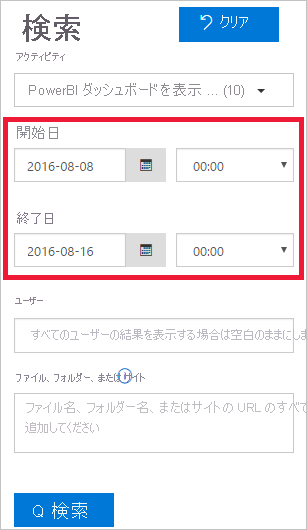 検索
クリア
アクティビティ
PowerBI ダッシュボードを表示 ... (10)
開始日
2016-08-08 00:00
終了日
2016-08-16 00:00
ユーザー
すべてのユーザーの結果を表示する場合は空白のままにしま
ファイル、フォルダー、またはサイト
ファイル名、フォルダー名、またはサイトの URL のすべて
追加してください
検索